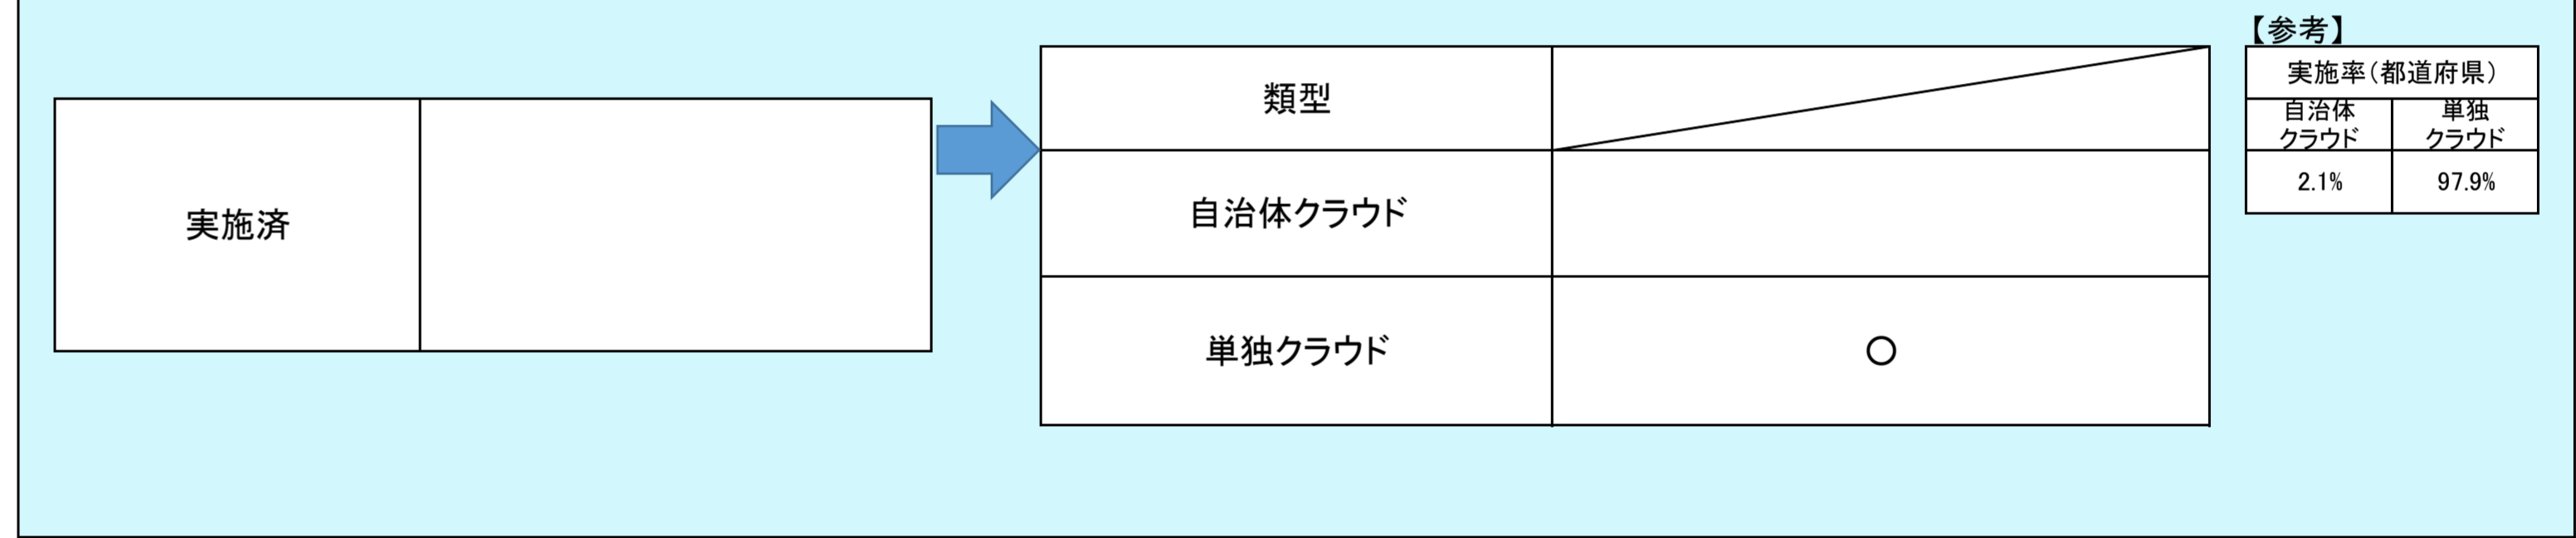 実施済
類型
自治体クラウド
単独クラウド ○
【参考】
実施率(都道府県)
自治体
クラウド
単独
クラウド
2.1% 97.9%